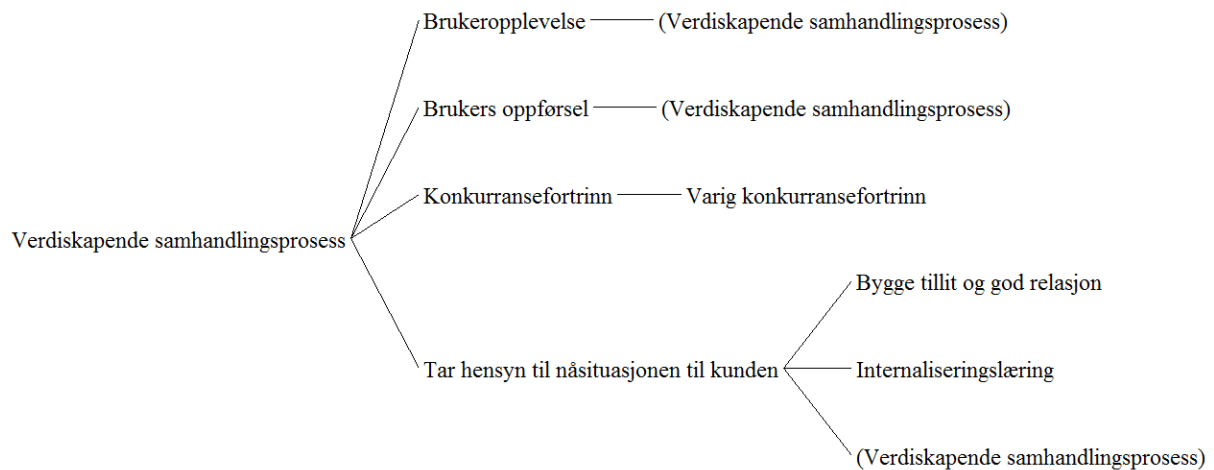 Brukeropplevelse (Verdiskapende samhandlingsprosess)
Brukers oppførsel (Verdiskapende samhandlingsprosess)
Konkurransefortrinn Varig konkurransefortrinn
Verdiskapende samhandlingsprosess
Bygge tillit og god relasjon
Tar hensyn til nåsituasjonen til kunden Internaliseringslæring
(Verdiskapende samhandlingsprosess)